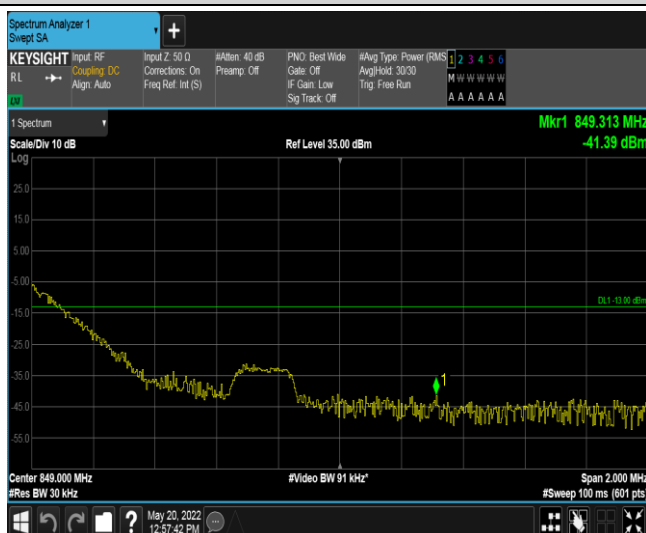 Spectrum Analyzer 1
Swept SA
+
KEYSIGHT
RL
Input: RF
Coupling: DC
Align: Auto
Input Z: 50 Ω
Corrections: On
Freq Ref: Int (S)
#Atten: 40 dB
Preamp: Off
PNO: Best Wide
Gate: Off
IF Gain: Low
Sig Track: Off
#Avg Type: Power (RMS
Avg|Hold: 30/30
Trig: Free Run
1 2 3 4 5 6
M W W W W W
A A A A A A
1 Spectrum
Scale/Div 10 dB
Ref Level 35.00 dBm
Mkr1 849.313 MHz
-41.39 dBm
Log
25.0
15.0
5.00
-5.00
DL1 -13.00 dBm
-15.0
-25.0
-35.0
1
-45.0
-55.0
Center 849.000 MHz
#Video BW 91 kHz*
Span 2.000 MHz
#Res BW 30 kHz
#Sweep 100 ms (601 pts)
?
May 20, 2022
12:57:42 PM